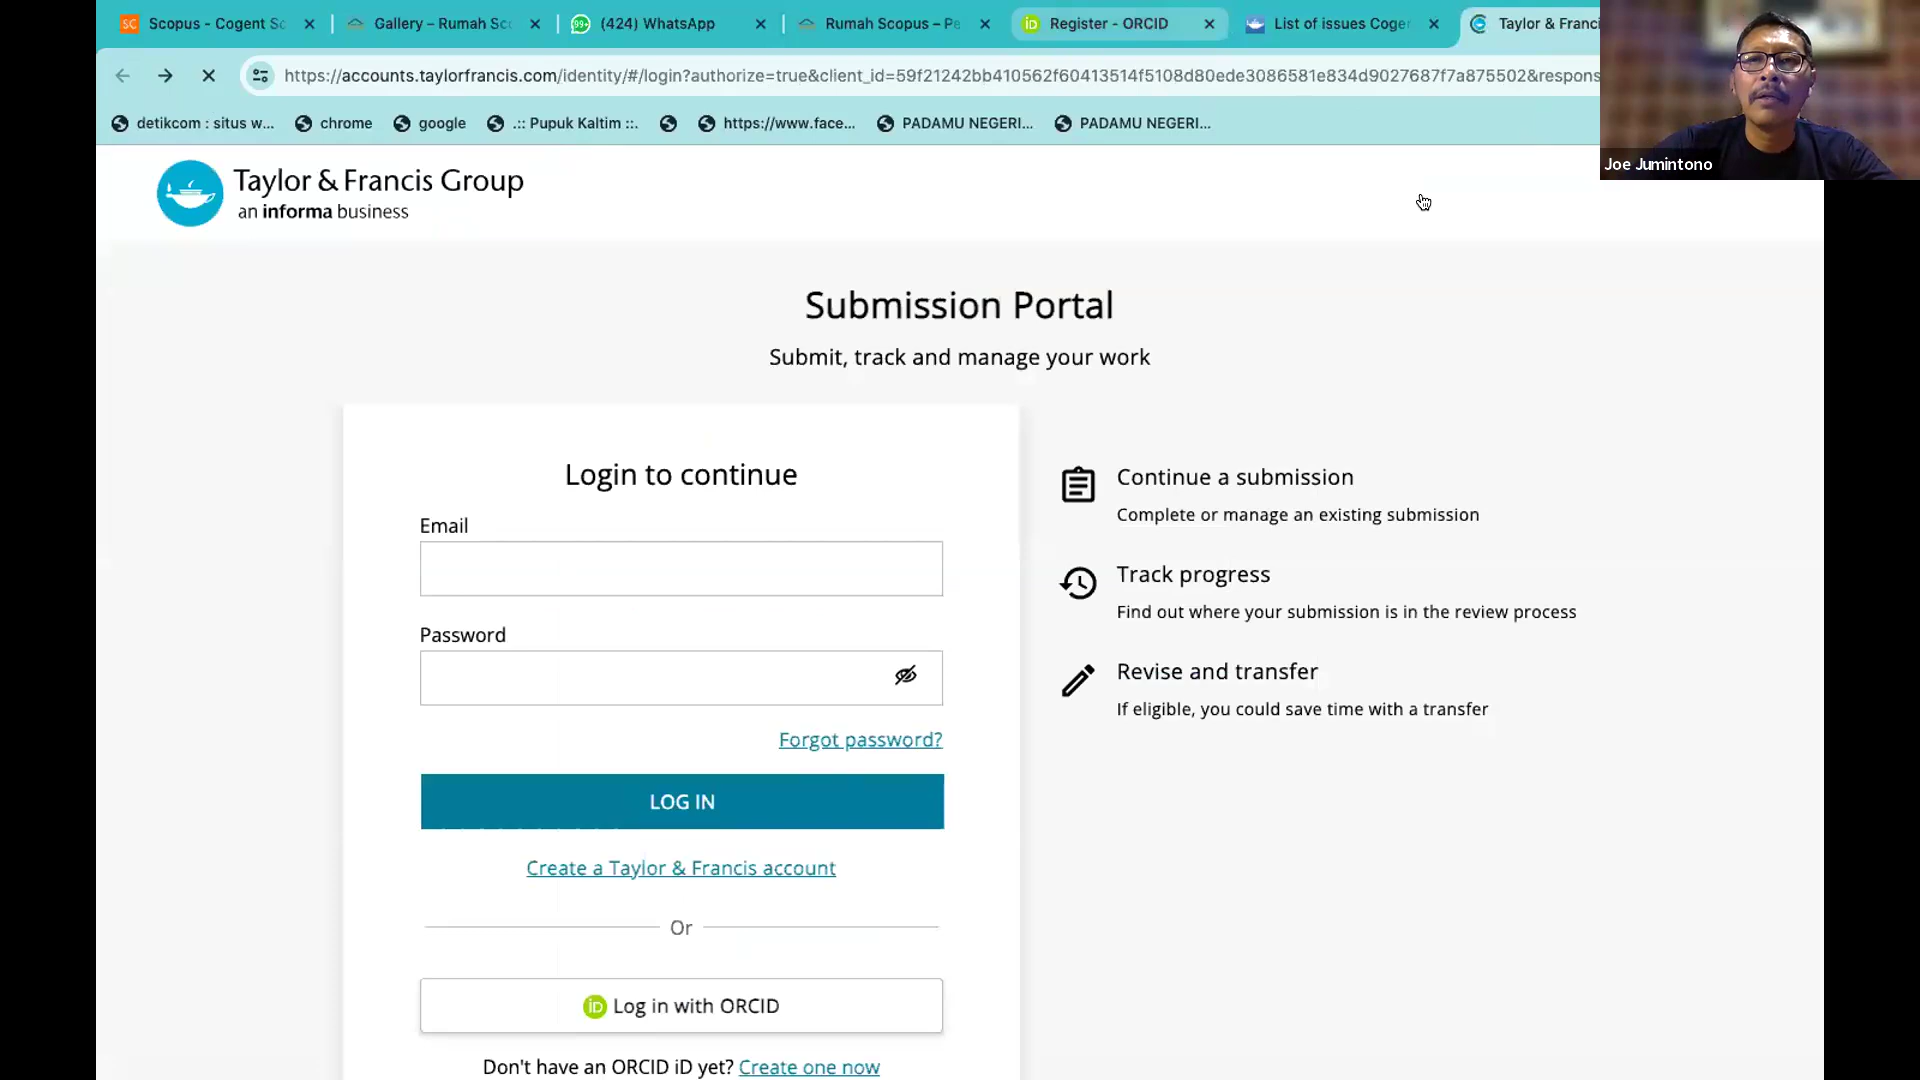 Scopus - Cogent Sc
Gallery – Rumah Sco
(424) WhatsApp
Rumah Scopus – Pe
Register - ORCID
List of issues Coge
Taylor & Franci
https://accounts.taylorfrancis.com/identity/#/login?authorize=true&client_id=59f21242bb410562f60413514f5108d80ede3086581e834d9027687f7a875502&respons
detikcom : situs w...
chrome
google
.:: Pupuk Kaltim ::.
https://www.face...
PADAMU NEGERI...
PADAMU NEGERI...
Joe Jumintono
Taylor & Francis Group
an informa business
Submission Portal
Submit, track and manage your work
Login to continue
Email
Password
Forgot password?
LOG IN
Create a Taylor & Francis account
Or
iD Log in with ORCID
Don't have an ORCID iD yet? Create one now
Continue a submission
Complete or manage an existing submission
Track progress
Find out where your submission is in the review process
Revise and transfer
If eligible, you could save time with a transfer